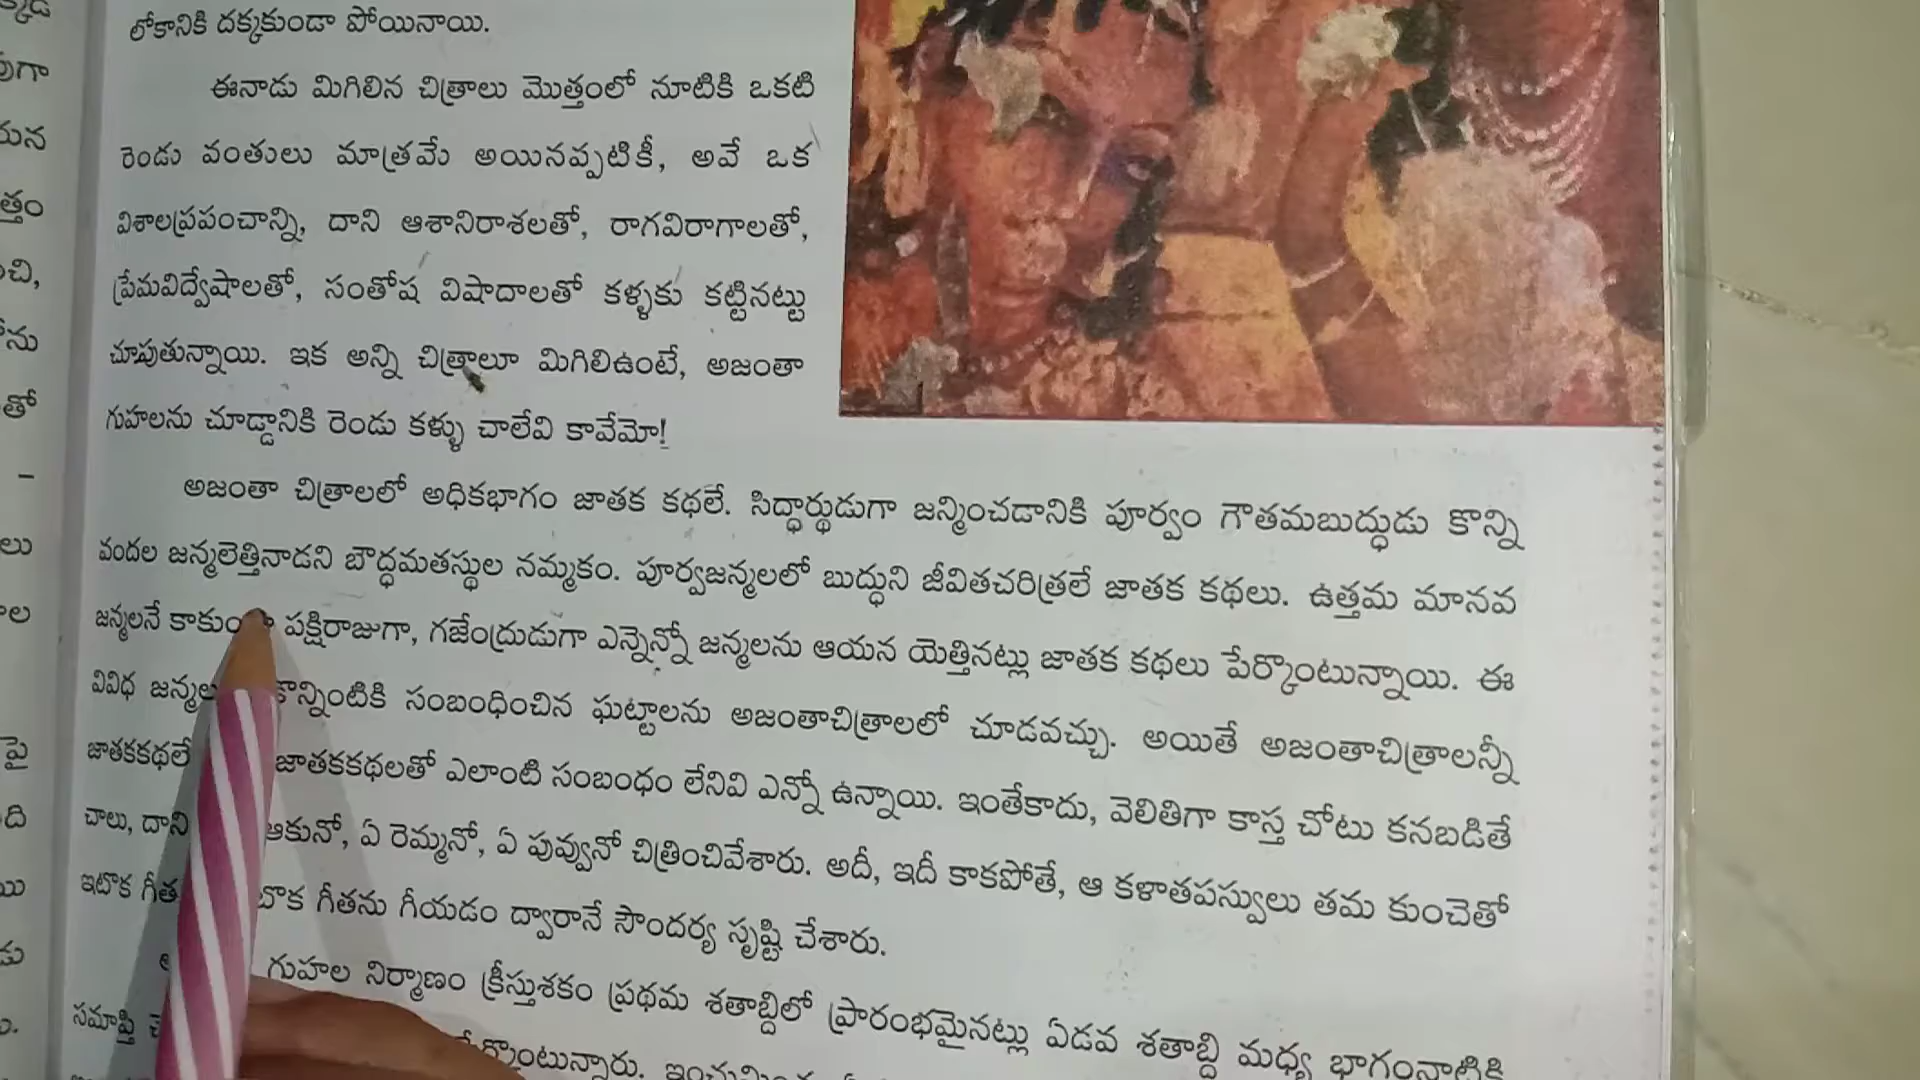 లోకానికి దక్కకుండా పోయినాయి.
ఈనాడు మిగిలిన చిత్రాలు మొత్తంలో నూటికి ఒకటి
రెండు వంతులు మాత్రమే అయినప్పటికీ, అవే ఒక
విశాలప్రపంచాన్ని, దాని ఆశానిరాశలతో, రాగవిరాగాలతో,
ప్రేమవిద్వేషాలతో, సంతోష విషాదాలతో కళ్ళకు కట్టినట్టు
చూపుతున్నాయి. ఇక అన్ని చిత్రాలూ మిగిలిఉంటే, అజంతా
గుహలను చూడ్డానికి రెండు కళ్ళు చాలేవి కావేమో!
అజంతా చిత్రాలలో అధికభాగం జాతక కథలే. సిద్ధార్థుడుగా జన్మించడానికి పూర్వం గౌతమబుద్ధుడు కొన్ని
వందల జన్మలెత్తినాడని బౌద్ధమతస్థుల నమ్మకం. పూర్వజన్మలలో బుద్ధుని జీవితచరిత్రలే జాతక కథలు. ఉత్తమ మానవ
జన్మలనే పక్షిరాజుగా, గజేంద్రుడుగా ఎన్నెన్నో జన్మలను ఆయన యెత్తినట్లు జాతక కథలు పేర్కొంటున్నాయి. ఈ
వివిధ సంబంధించిన ఘట్టాలను అజంతాచిత్రాలలో చూడవచ్చు. అయితే అజంతాచిత్రాలన్నీ
జాతకకథలే జాతకకథలతో ఎలాంటి సంబంధం లేనివి ఎన్నో ఉన్నాయి. ఇంతేకాదు, వెలితిగా కాస్త చోటు కనబడితే
చాలు, దాని ఆకునో, ఏ రెమ్మనో, ఏ పువ్వునో చిత్రించివేశారు. అదీ, ఇదీ కాకపోతే, ఆ కళాతపస్వులు తమ కుంచెతో
ఇటొక గీత గీతను గీయడం ద్వారానే సౌందర్య సృష్టి చేశారు.
గుహల నిర్మాణం క్రీస్తుశకం ప్రథమ శతాబ్దిలో ప్రారంభమైనట్లు ఏడవ శతాబ్ది మధ్య భాగంనాటికి
సమాప్తి